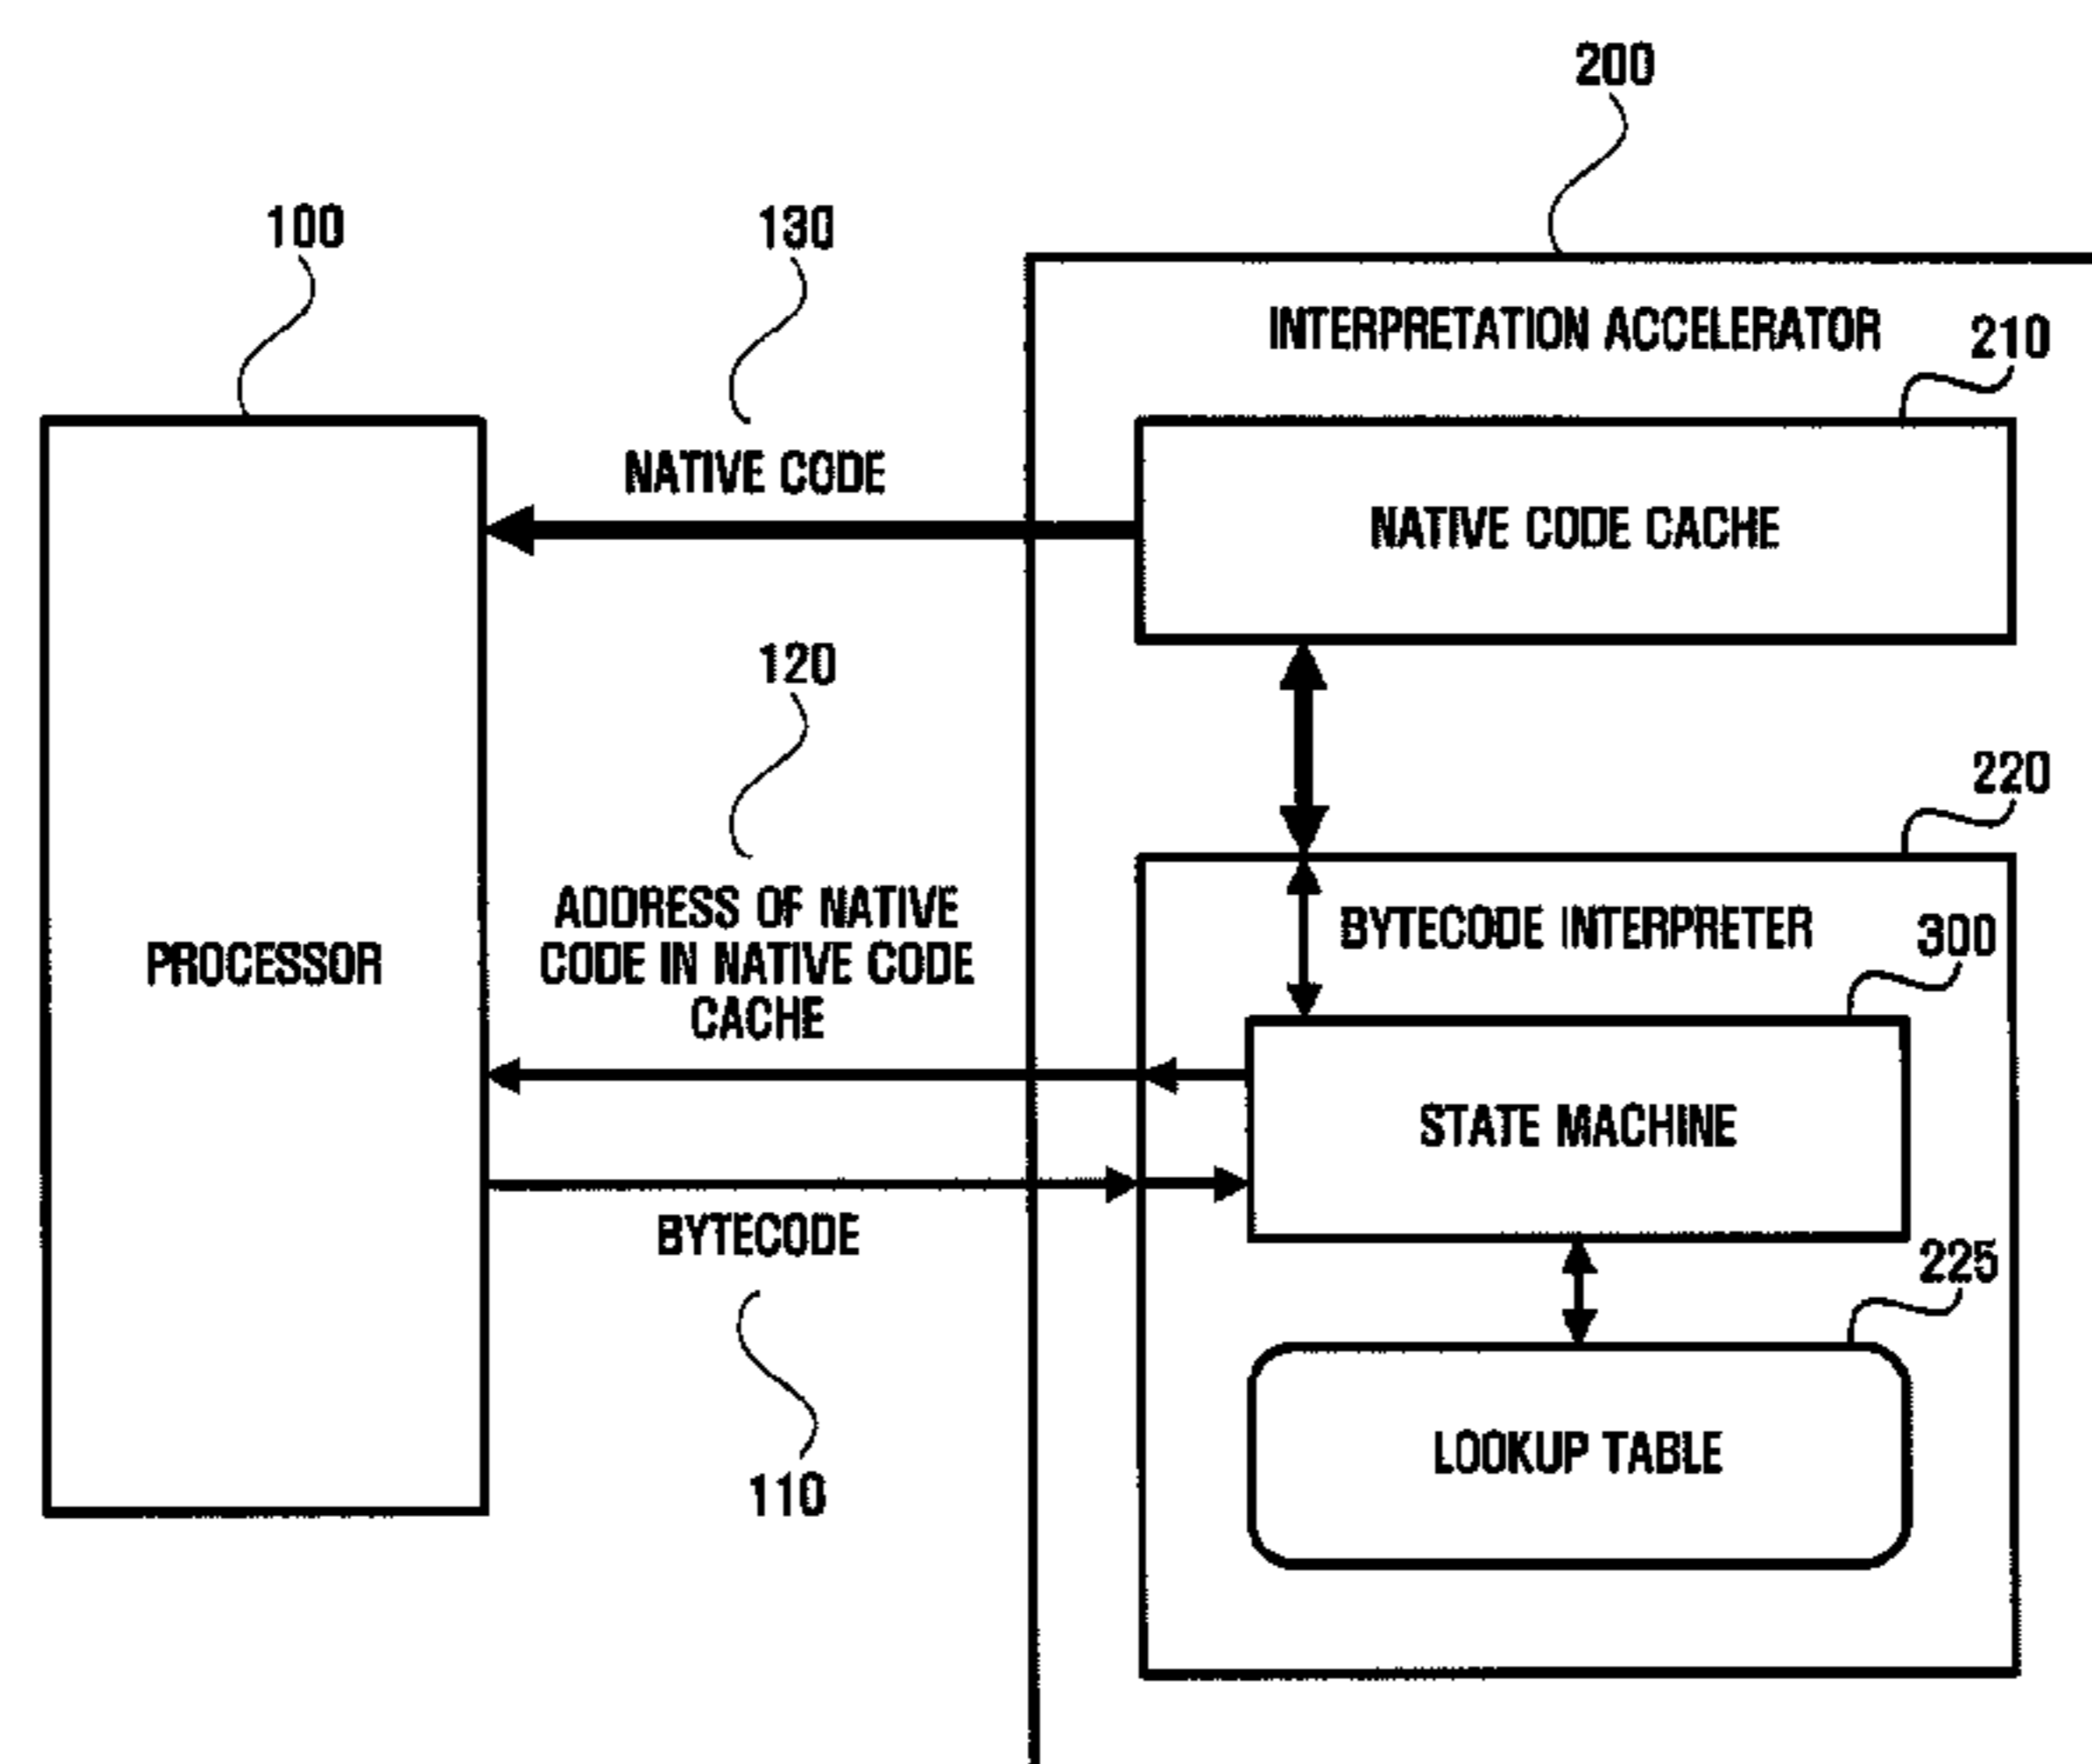 200
100
130
INTERPRETATION ACCELERATOR
210
NATIVE CODE
NATIVE CODE CACHE
120
220
ADDRESS OF NATIVE
CODE IN NATIVE CODE
CACHE
BYTECODE INTERPRETER
300
PROCESSOR
STATE MACHINE
BYTECODE
225
LOOKUP TABLE
110